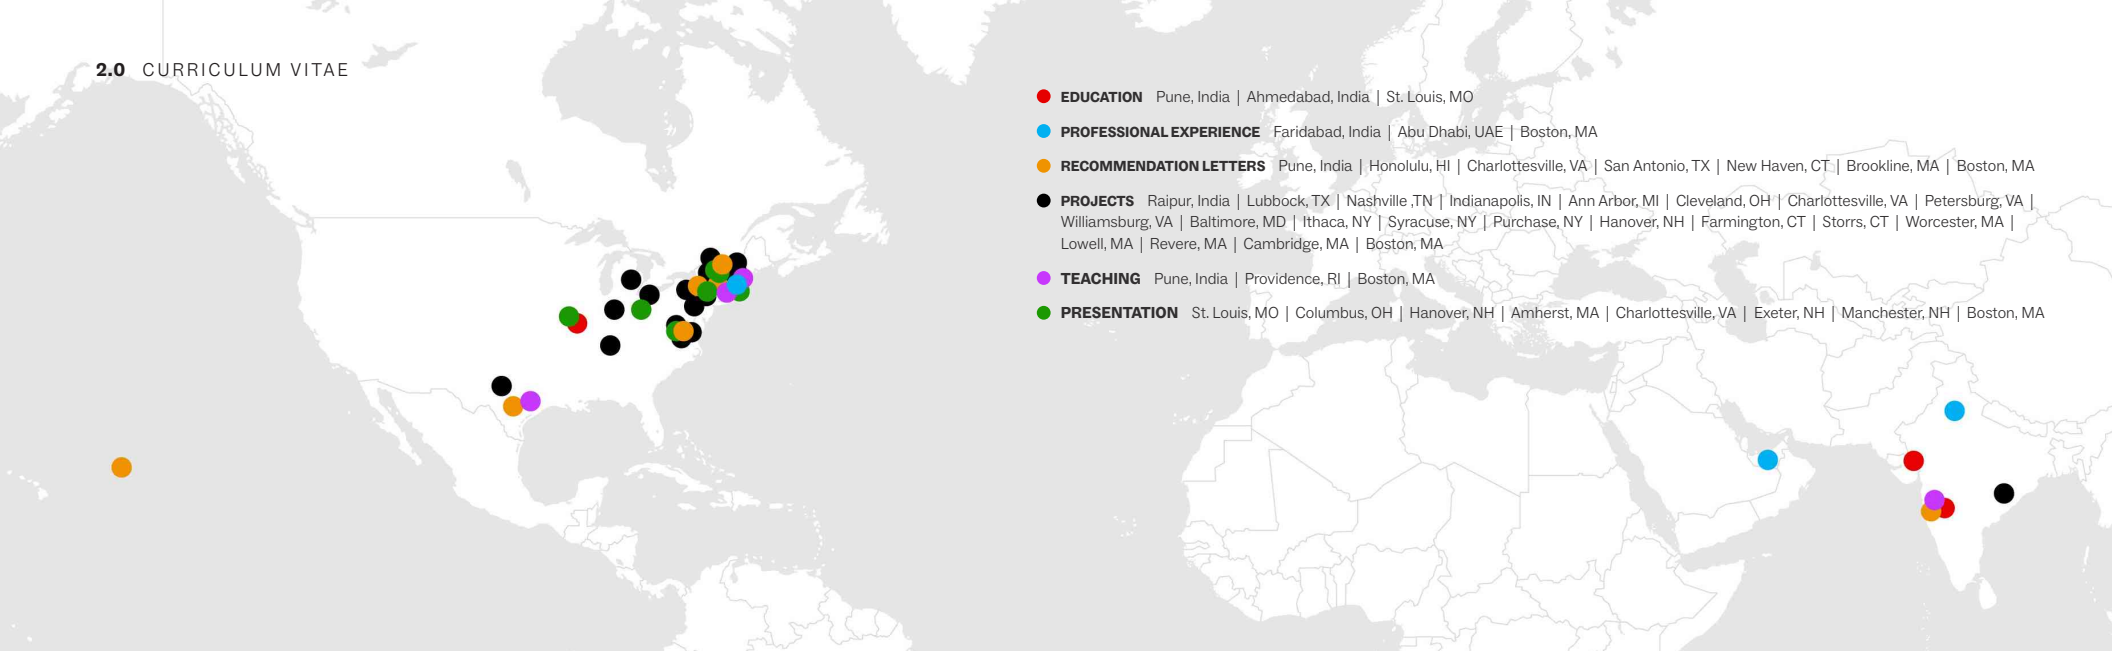 2.0 CURRICULUM VITAE
EDUCATION Pune, India | Ahmedabad, India | St. Louis, MO
PROFESSIONAL EXPERIENCE Faridabad, India | Abu Dhabi, UAE | Boston, MA
RECOMMENDATION LETTERS Pune, India | Honolulu, HI | Charlottesville, VA | San Antonio, TX | New Haven, CT | Brookline, MA | Boston, MA
PROJECTS Raipur, India | Lubbock, TX | Nashville ,TN | Indianapolis, IN | Ann Arbor, MI | Cleveland, OH | Charlottesville, VA | Petersburg, VA |
Williamsburg, VA | Baltimore, MD | Ithaca, NY | Syracuse, NY | Purchase, NY | Hanover, NH | Farmington, CT | Storrs, CT | Worcester, MA |
Lowell, MA | Revere, MA | Cambridge, MA | Boston, MA
TEACHING Pune, India | Providence, RI | Boston, MA
PRESENTATION St. Louis, MO | Columbus, OH | Hanover, NH | Amherst, MA | Charlottesville, VA | Exeter, NH | Manchester, NH | Boston, MA